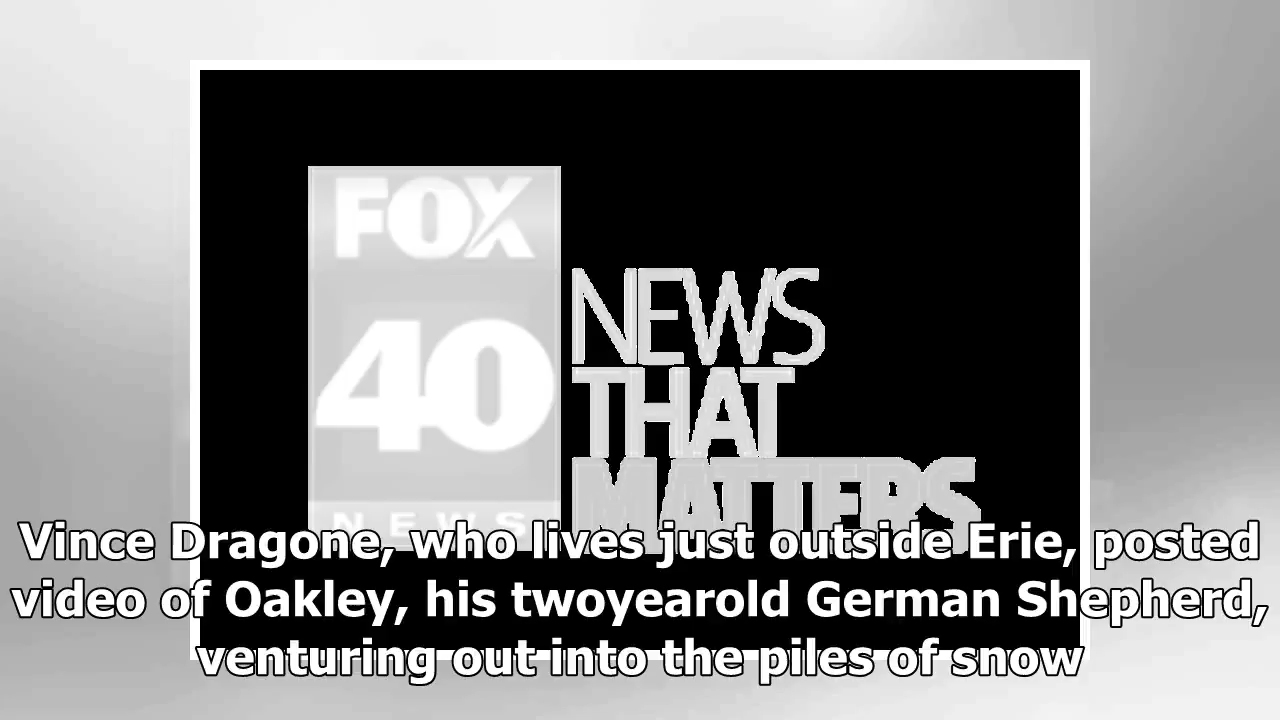 FOX
40
NEWS
NEWS
THAT
MATTERS
Vince Dragone, who lives just outside Erie, posted
video of Oakley, his twoyearold German Shepherd,
venturing out into the piles of snow